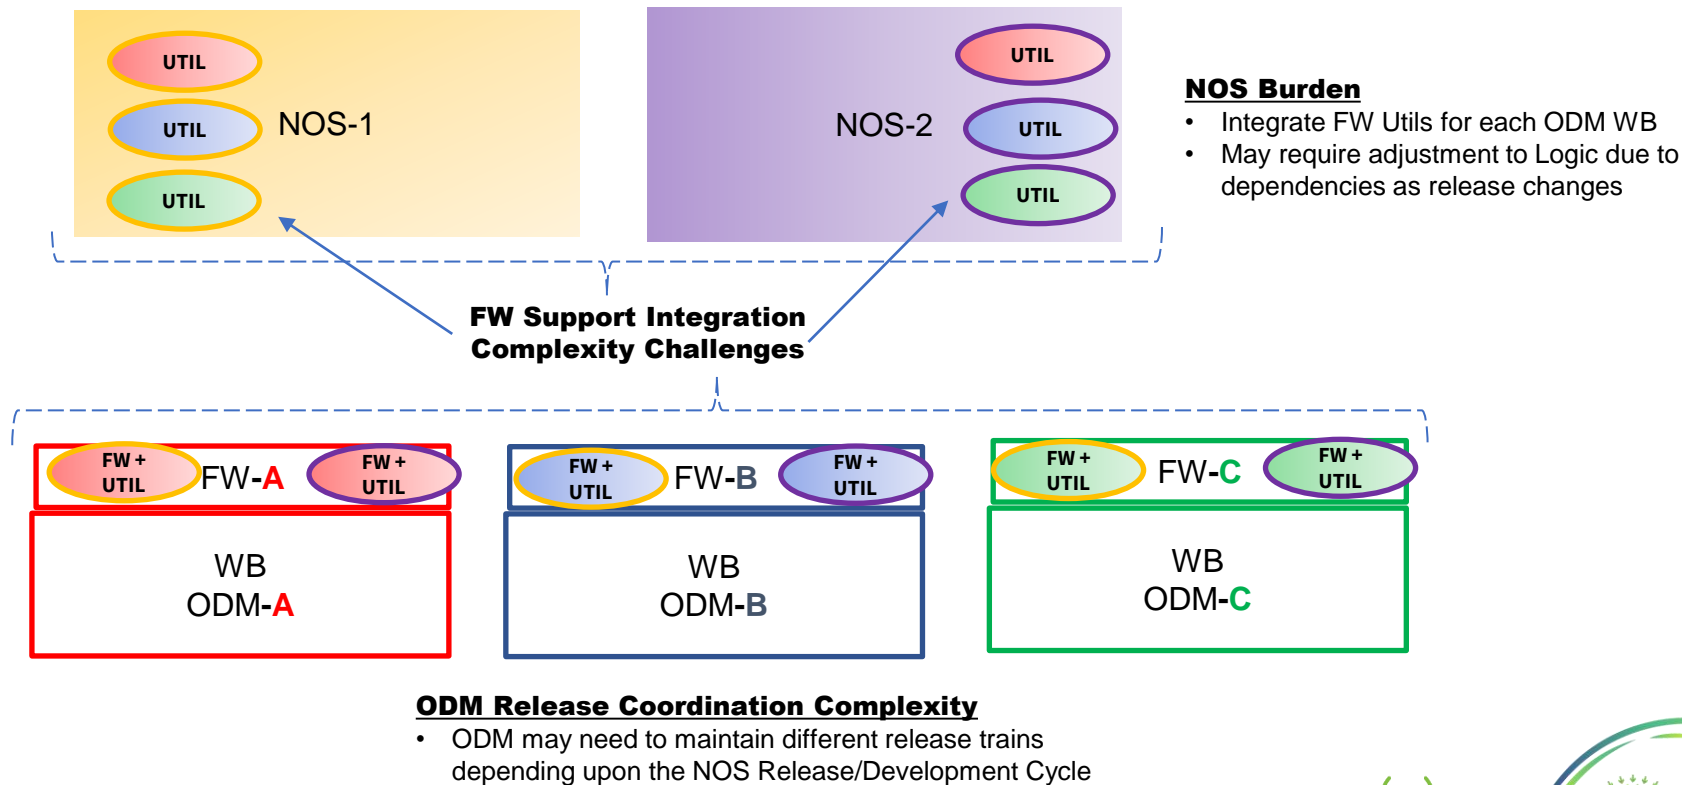 UTIL
UTIL
UTIL
NOS-1
UTIL
UTIL
UTIL
NOS-2
NOS Burden
• Integrate FW Utils for each ODM WB
• May require adjustment to Logic due to
dependencies as release changes
FW Support Integration
Complexity Challenges
FW +
UTIL
FW-A
FW +
UTIL
WB
ODM-A
FW +
UTIL
FW-B
FW +
UTIL
WB
ODM-B
FW +
UTIL
FW-C
FW +
UTIL
WB
ODM-C
ODM Release Coordination Complexity
• ODM may need to maintain different release trains
depending upon the NOS Release/Development Cycle